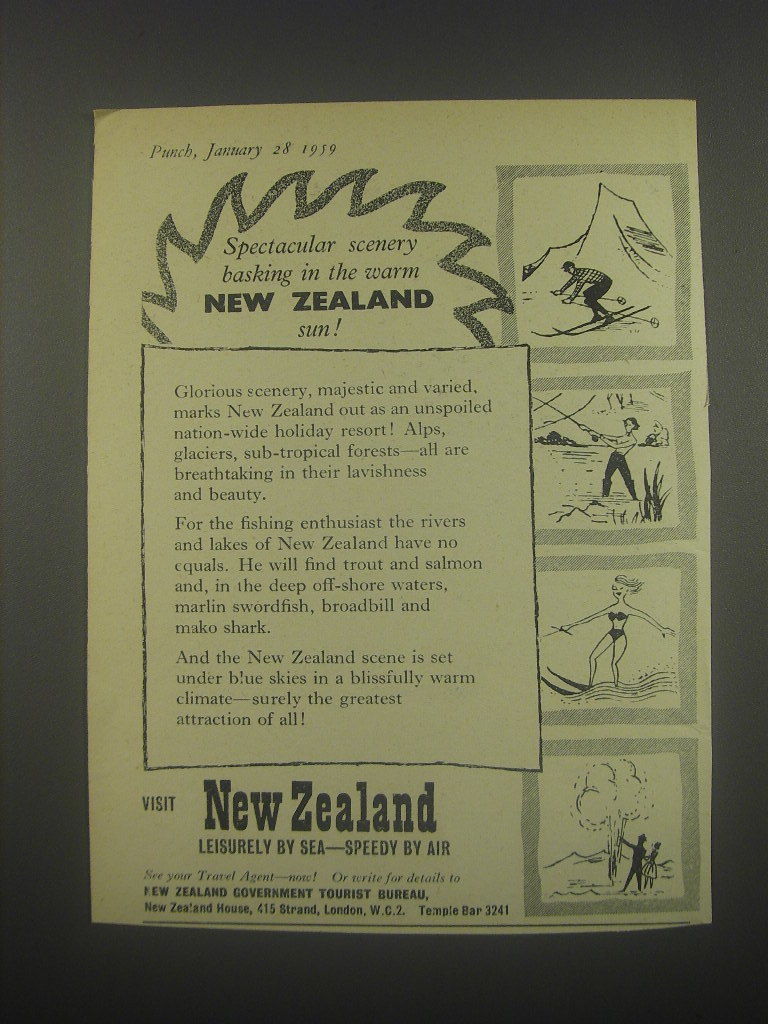 Punch, January 28 1959
Spectacular scenery
basking in the warm
NEW ZEALAND
sun!
Glorious scenery, majestic and varied,
marks New Zealand out as an unspoiled
nation-wide holiday resort! Alps,
glaciers, sub-tropical forests—all are
breathtaking in their lavishness
and beauty.
For the fishing enthusiast the rivers
and lakes of New Zealand have no
equals. He will find trout and salmon
and, in the deep off-shore waters,
marlin swordfish, broadbill and
mako shark.
And the New Zealand scene is set
under blue skies in a blissfully warm
climate—surely the greatest
attraction of all!
VISIT New Zealand
LEISURELY BY SEA—SPEEDY BY AIR
See your Travel Agent—now! Or write for details to
NEW ZEALAND GOVERNMENT TOURIST BUREAU,
New Zealand House, 415 Strand, London, W.C.2. Temple Bar 3241